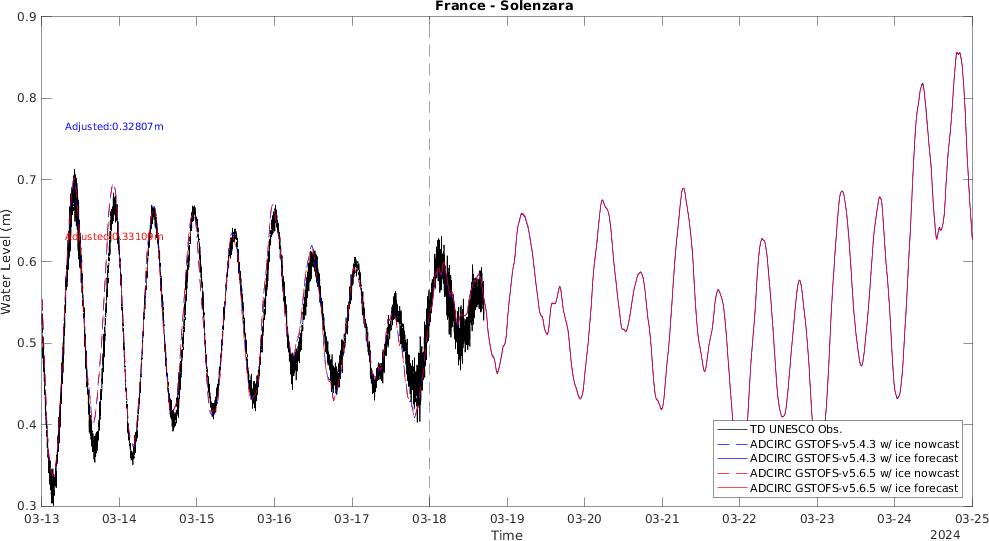 France - Solenzara
Water Level (m)
0.9
0.8
0.7
0.6
0.5
0.4
0.3
Adjusted:0.32807m
Adjusted:0.33109m
TD UNESCO Obs.
ADCIRC GSTOFS-v5.4.3 w/ ice nowcast
ADCIRC GSTOFS-v5.4.3 w/ ice forecast
ADCIRC GSTOFS-v5.6.5 w/ ice nowcast
ADCIRC GSTOFS-v5.6.5 w/ ice forecast
03-13 03-14 03-15 03-16 03-17 03-18 03-19 03-20 03-21 03-22 03-23 03-24 03-25
Time
2024